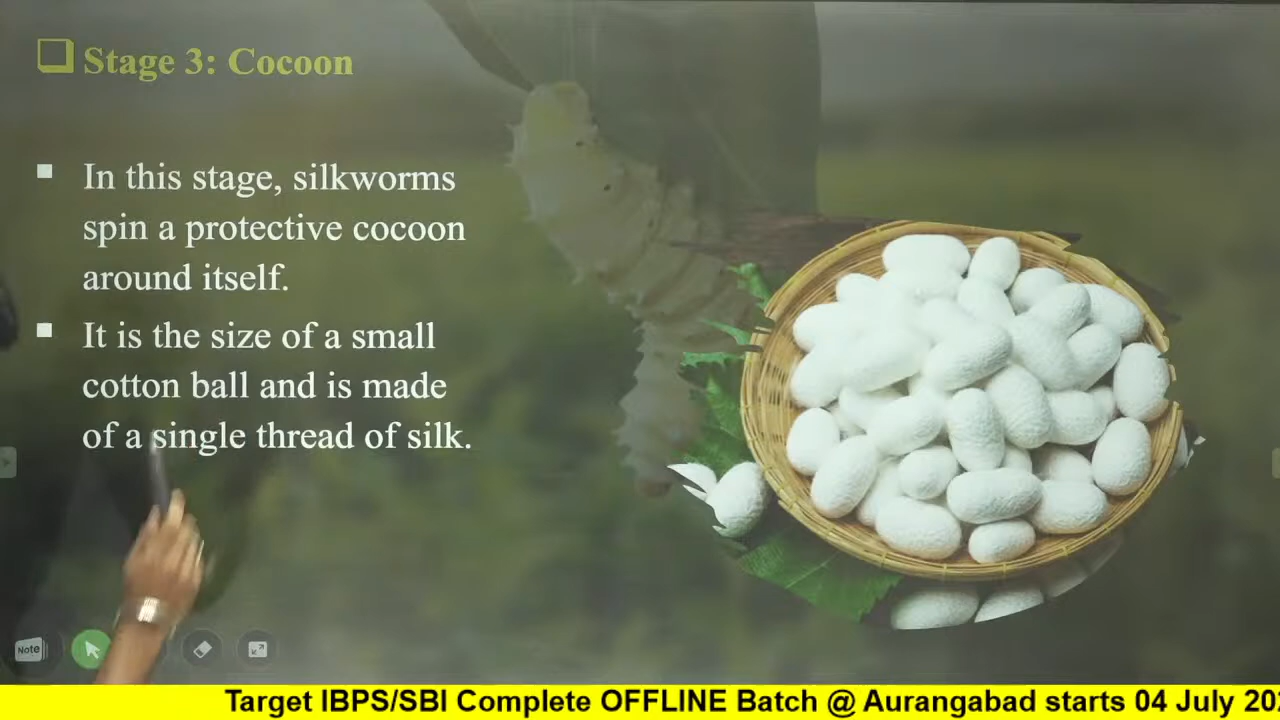 Stage 3: Cocoon
In this stage, silkworms
spin a protective cocoon
around itself.
It is the size of a small
cotton ball and is made
of a single thread of silk.
Note
Target IBPS/SBI Complete OFFLINE Batch @ Aurangabad starts 04 July 202